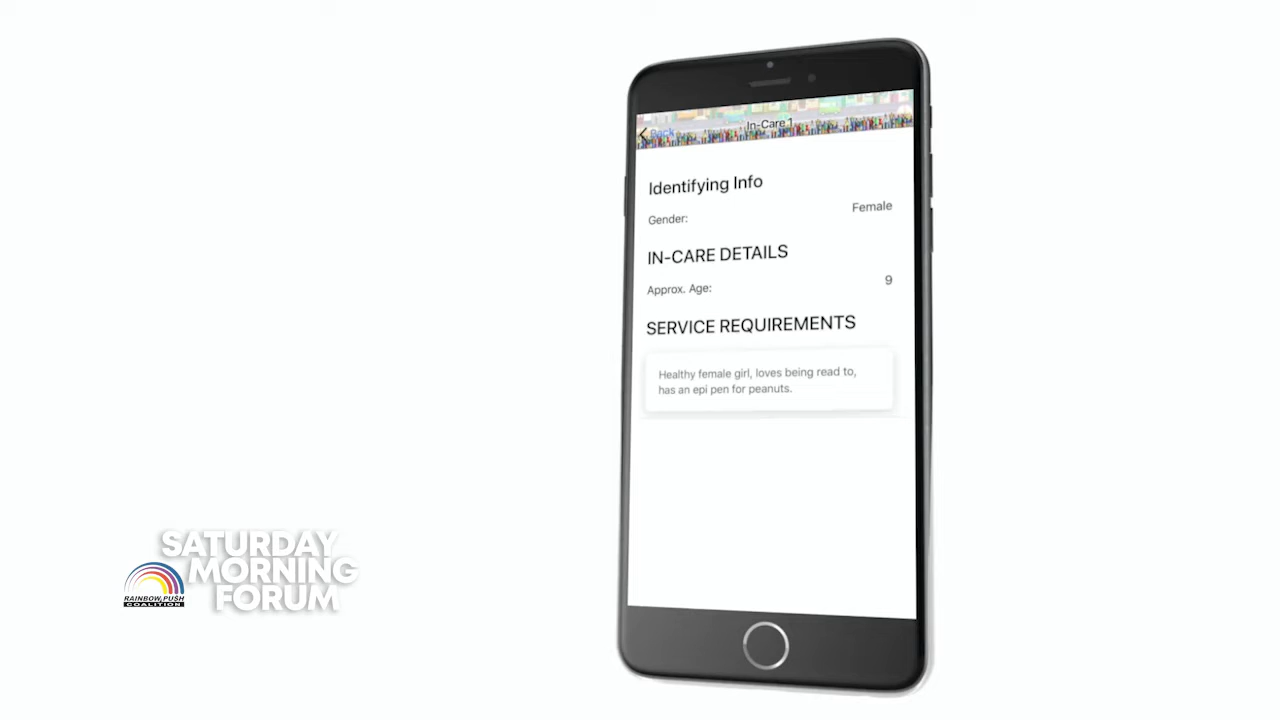 Back
In-Care 1
Identifying Info
Gender:
Female
IN-CARE DETAILS
Approx. Age:
9
SERVICE REQUIREMENTS
Healthy female girl, loves being read to,
has an epi pen for peanuts.
SATURDAY
MORNING
FORUM
RAINBOW PUSH
COALITION